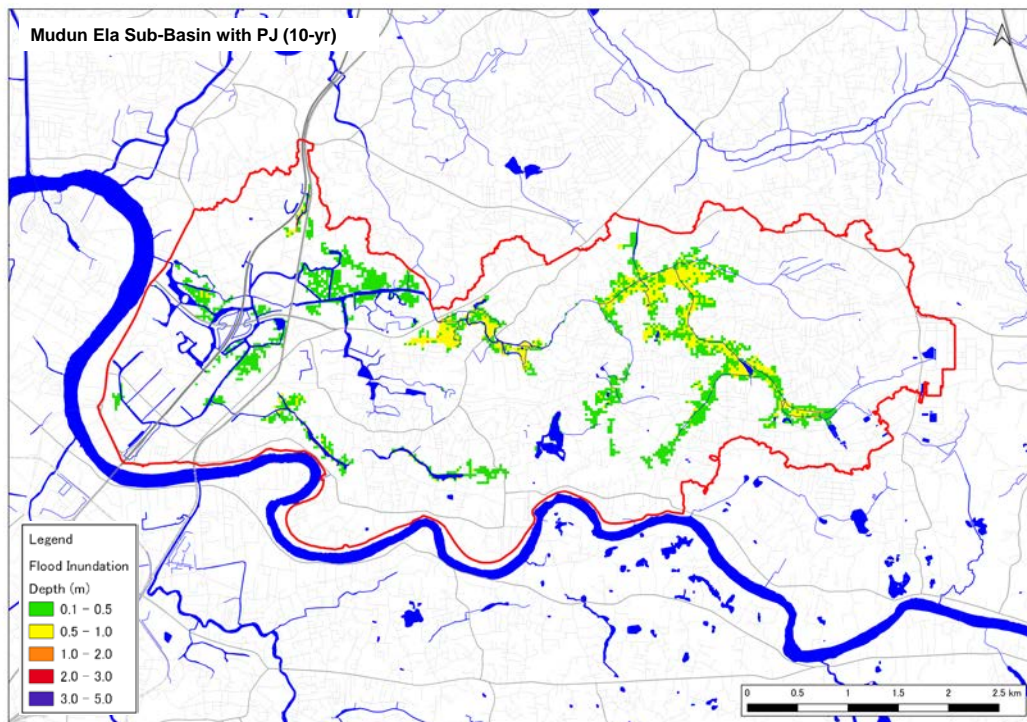 Mudun Ela Sub-Basin with PJ (10-yr)
Legend
Flood Inundation
Depth (m)
0.1 - 0.5
0.5 - 1.0
1.0 - 2.0
2.0 - 3.0
3.0 - 5.0
0 0.5 1 1.5 2 2.5 km